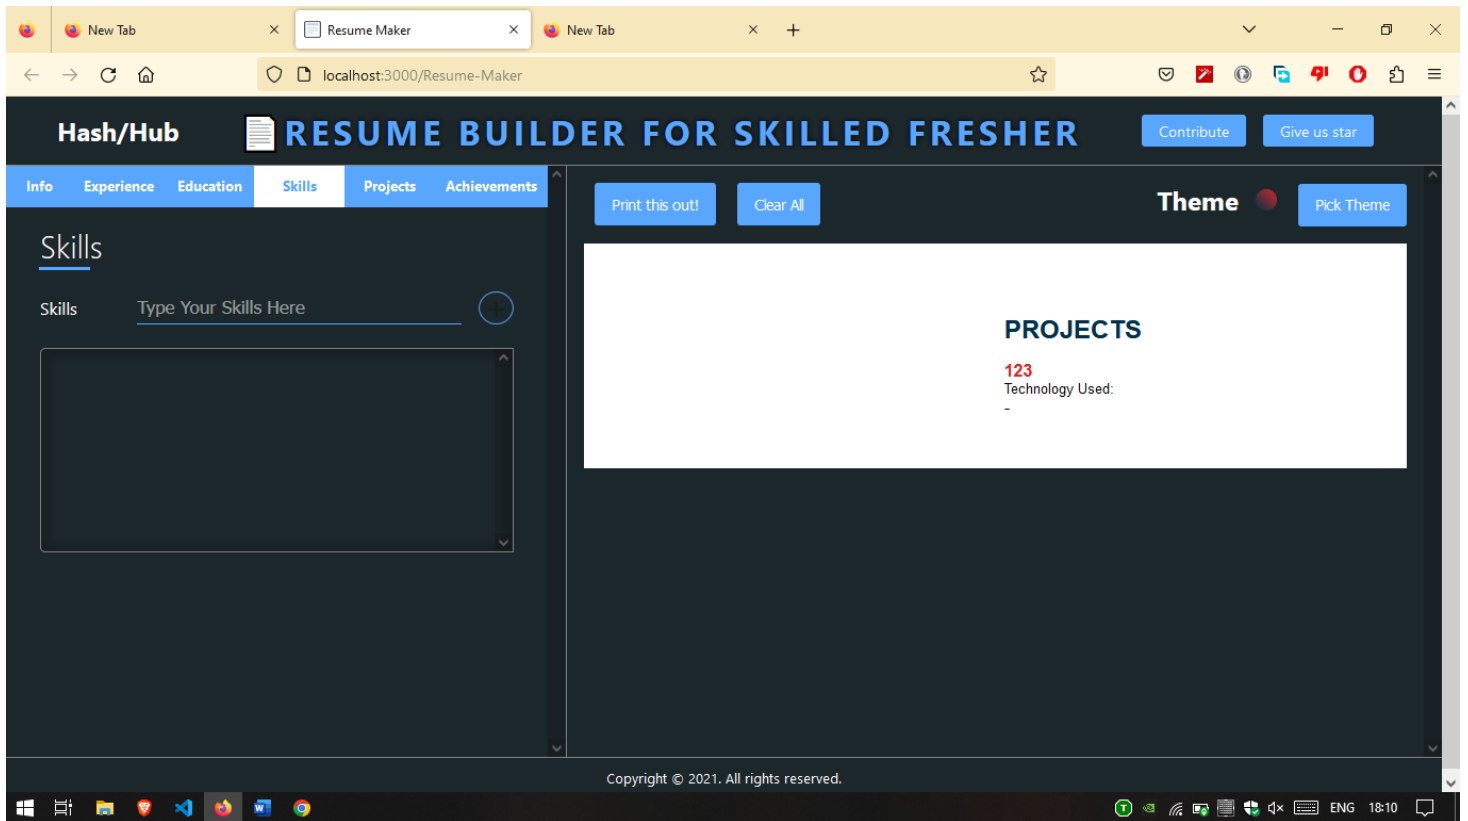 New Tab
Resume Maker
New Tab
localhost:3000/Resume-Maker
Hash/Hub
RESUME BUILDER FOR SKILLED FRESHER
Contribute
Give us star
Info Experience Education Skills Projects Achievements
Print this out!
Clear All
Theme
Pick Theme
Skills
Skills
Type Your Skills Here
PROJECTS
123
Technology Used:
-
Copyright © 2021. All rights reserved.
ENG 18:10